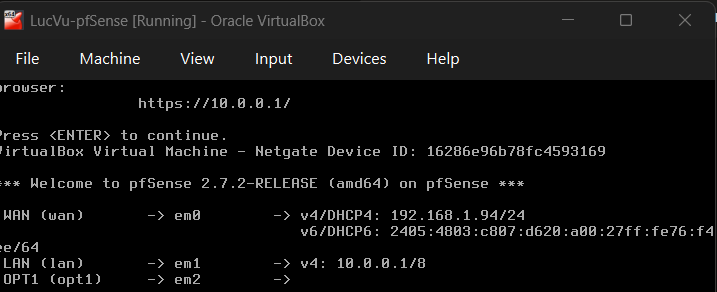 LucVu-pfSense [Running] - Oracle VirtualBox
File Machine View Input Devices Help
browser:
https://10.0.0.1/
Press <ENTER> to continue.
VirtualBox Virtual Machine - Netgate Device ID: 16286e96b78fc4593169
*** Welcome to pfSense 2.7.2-RELEASE (amd64) on pfSense ***
WAN (wan) -> em0 -> v4/DHCP4: 192.168.1.94/24
v6/DHCP6: 2405:4803:c807:d620:a00:27ff:fe76:f4
ee/64
LAN (lan) -> em1 -> v4: 10.0.0.1/8
OPT1 (opt1) -> em2 ->